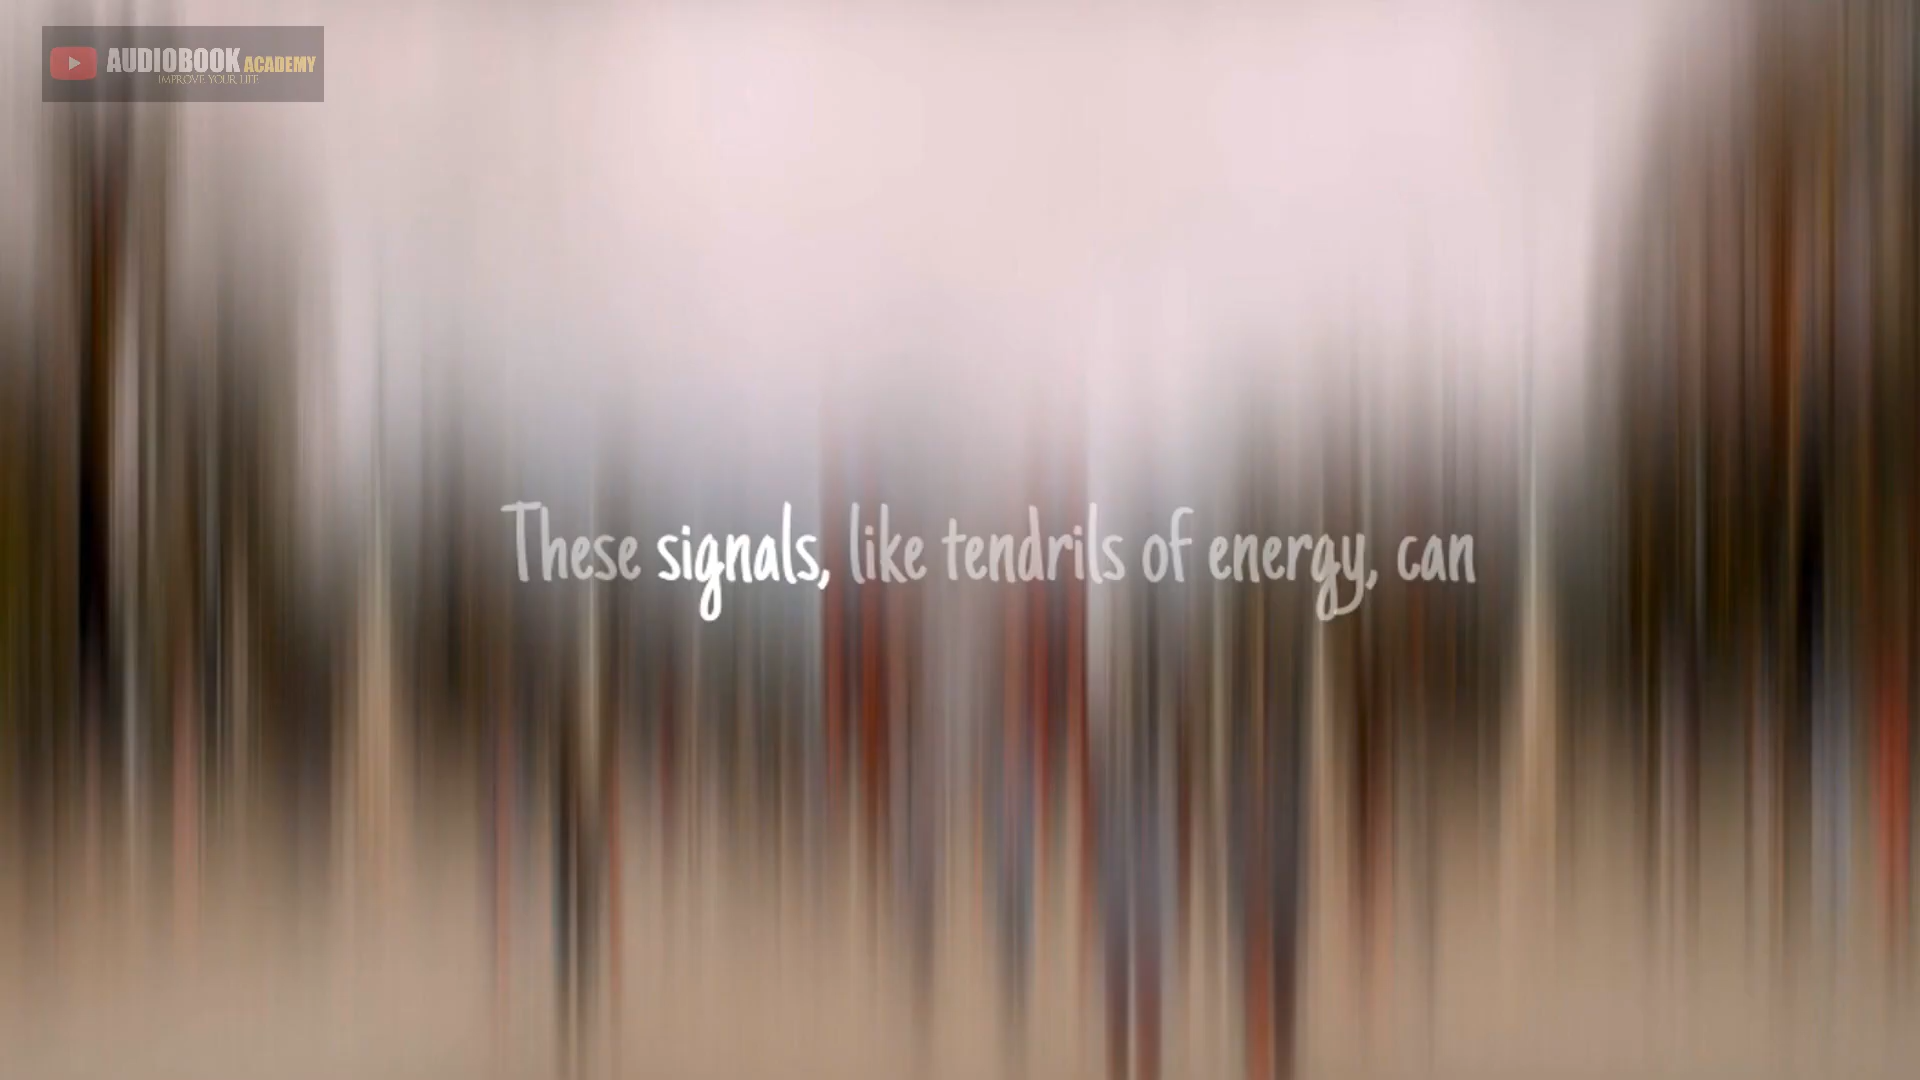 AUDIOBOOK ACADEMY
IMPROVE YOUR LIFE
These signals, like tendrils of energy, can